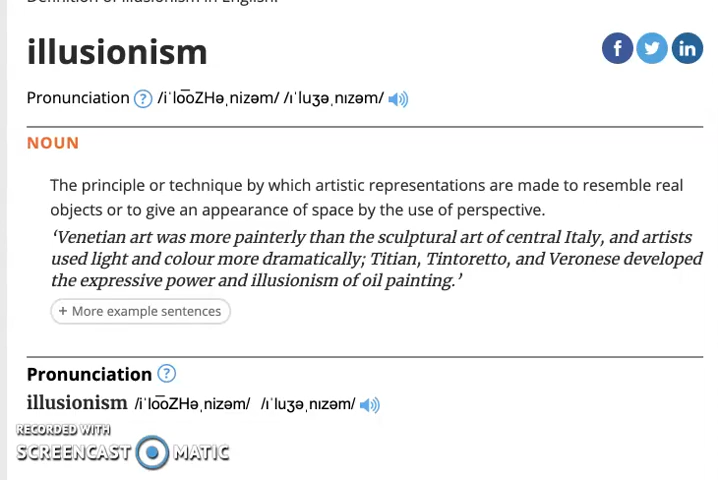 illusionism
f in
Pronunciation ? /iˈlo͞oZHəˌnizəm/ /ɪˈluʒəˌnɪzəm/
NOUN
The principle or technique by which artistic representations are made to resemble real
objects or to give an appearance of space by the use of perspective.
‘Venetian art was more painterly than the sculptural art of central Italy, and artists
used light and colour more dramatically; Titian, Tintoretto, and Veronese developed
the expressive power and illusionism of oil painting.’
+ More example sentences
Pronunciation ?
illusionism /iˈlo͞oZHəˌnizəm/ /ɪˈluʒəˌnɪzəm/
RECORDED WITH
SCREENCAST MATIC